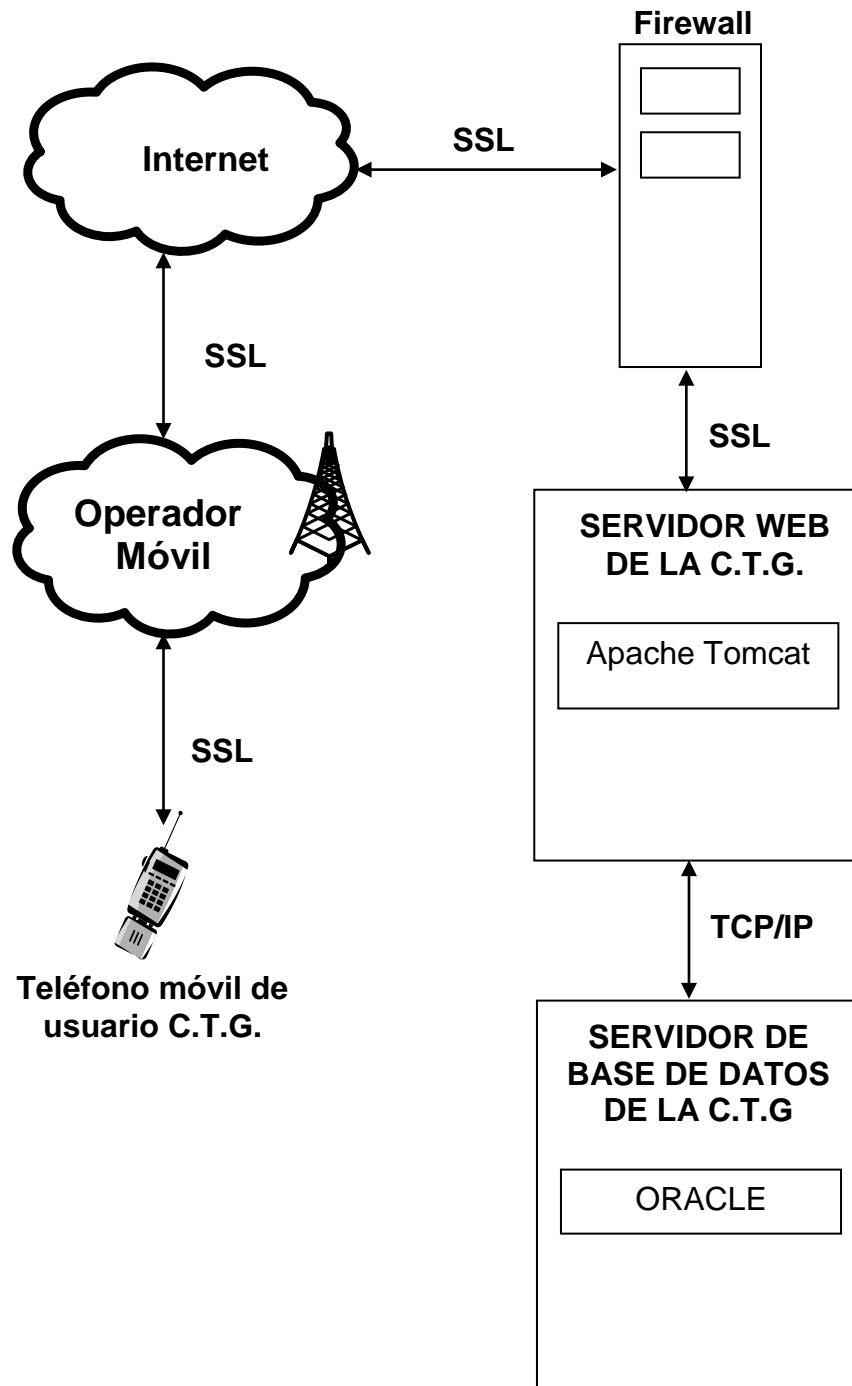 Firewall
Internet
SSL
SSL
SSL
Operador
Móvil
SERVIDOR WEB
DE LA C.T.G.
Apache Tomcat
SSL
TCP/IP
Teléfono móvil de
usuario C.T.G.
SERVIDOR DE
BASE DE DATOS
DE LA C.T.G
ORACLE